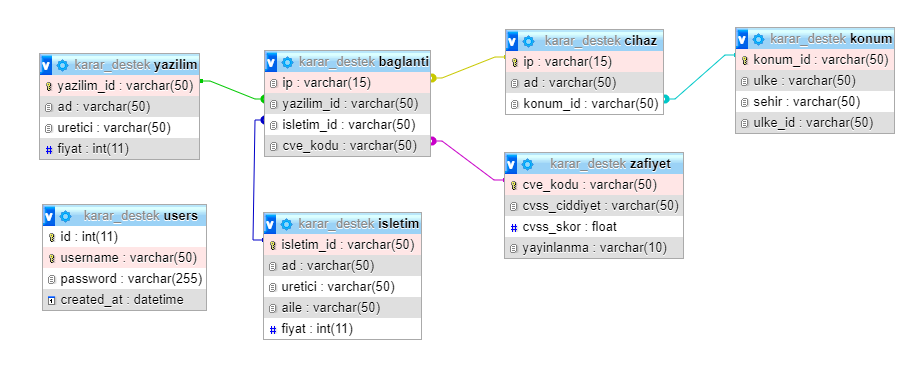 karar_destek yazilim
yazilim_id : varchar(50)
ad : varchar(50)
uretici : varchar(50)
fiyat : int(11)
karar_destek baglanti
ip : varchar(15)
yazilim_id : varchar(50)
isletim_id : varchar(50)
cve_kodu : varchar(50)
karar_destek cihaz
ip : varchar(15)
ad : varchar(50)
konum_id : varchar(50)
karar_destek konum
konum_id : varchar(50)
ulke : varchar(50)
sehir : varchar(50)
ulke_id : varchar(50)
karar_destek users
id : int(11)
username : varchar(50)
password : varchar(255)
created_at : datetime
karar_destek isletim
isletim_id : varchar(50)
ad : varchar(50)
uretici : varchar(50)
aile : varchar(50)
fiyat : int(11)
karar_destek zafiyet
cve_kodu : varchar(50)
cvss_ciddiyet : varchar(50)
cvss_skor : float
yayinlanma : varchar(10)